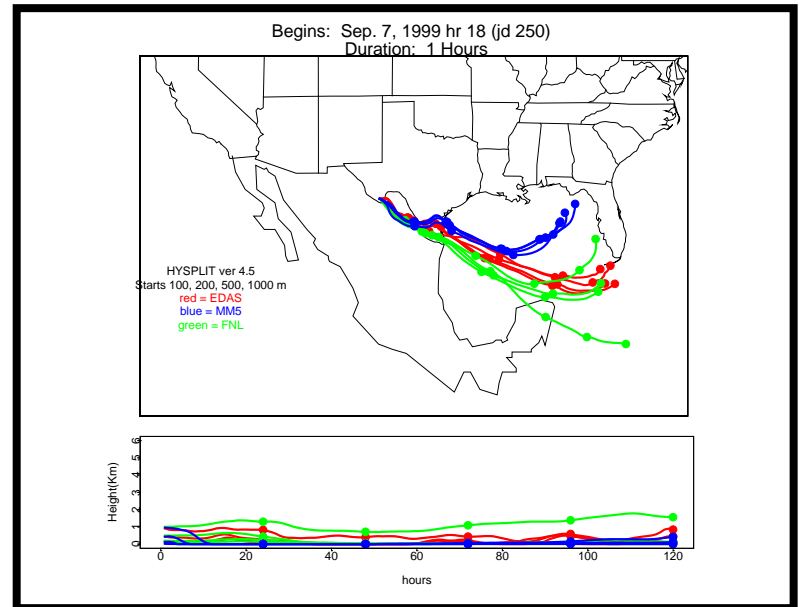 Begins: Sep. 7, 1999 hr 18 (jd 250)
Duration: 1 Hours
HYSPLIT ver 4.5
Starts 100, 200, 500, 1000 m
red = EDAS
blue = MM5
green = FNL
Height(Km)
0 1 2 3 4 5 6
0 20 40 60 80 100 120
hours